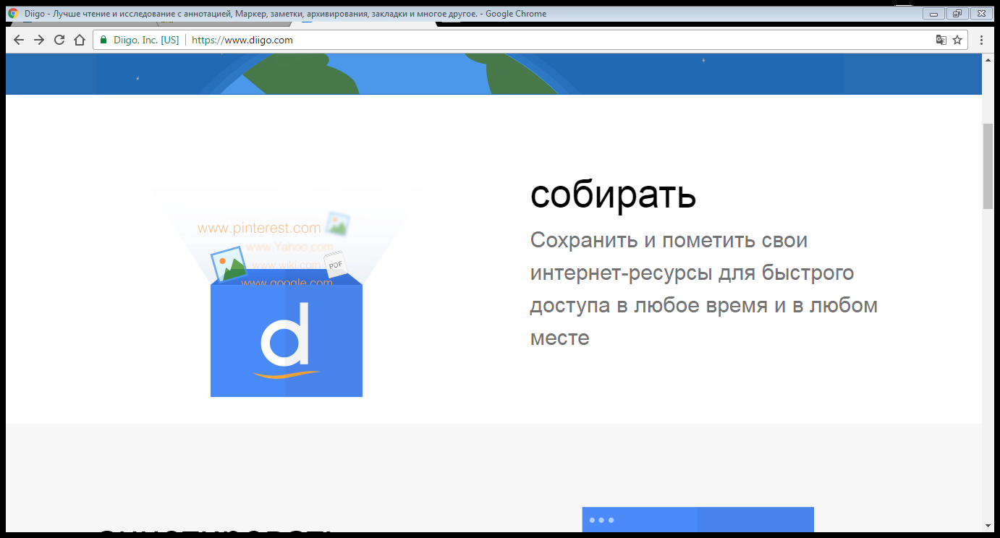 Diigo - Лучше чтение и исследование с аннотацией, Маркер, заметки, архивирования, закладки и многое другое. - Google Chrome
Diigo, Inc. [US] https://www.diigo.com
собирать
Сохранить и пометить свои
интернет-ресурсы для быстрого
доступа в любое время и в любом
месте
www.pinterest.com
www.Yahoo.com
www.wiki.com
PDF
www.google.com
d